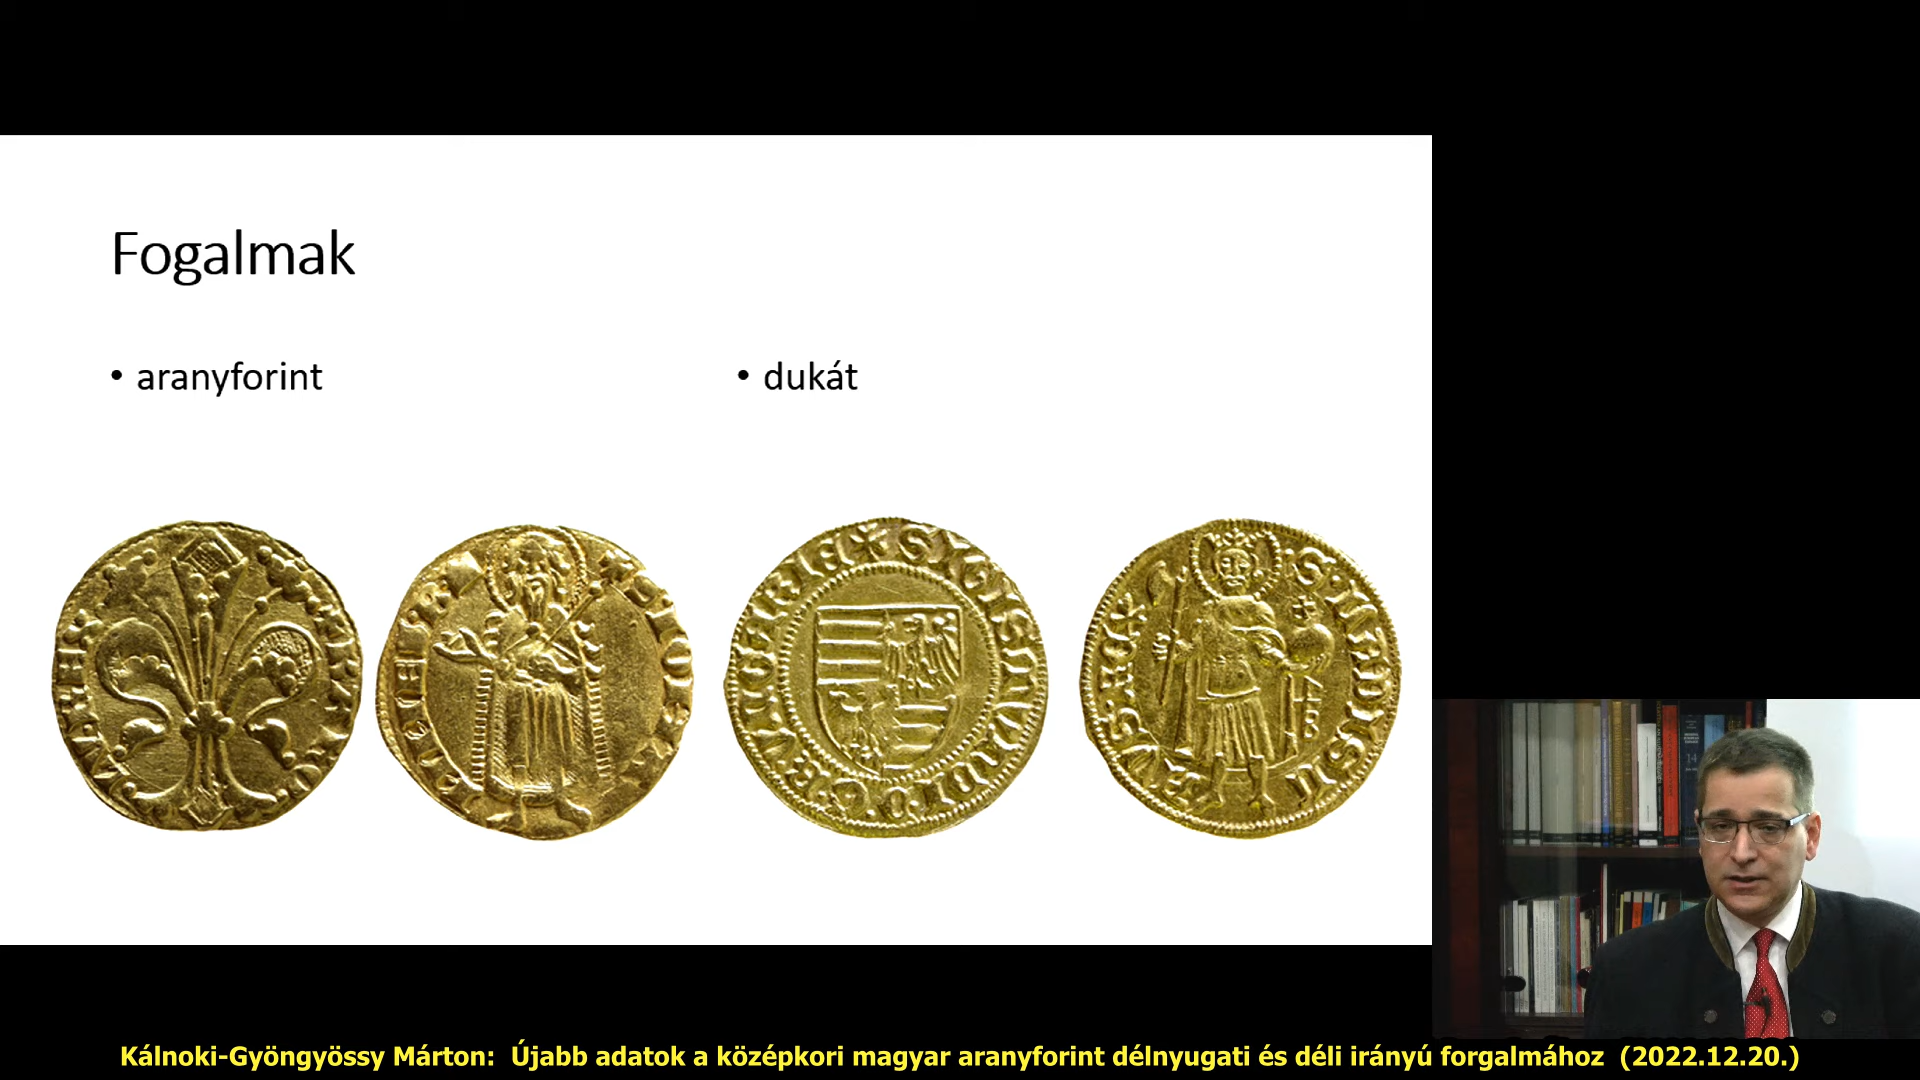 Fogalmak
• aranyforint
• dukát
Kálnoki-Gyöngyössy Márton:  Újabb adatok a középkori magyar aranyforint délnyugati és déli irányú forgalmához  (2022.12.20.)